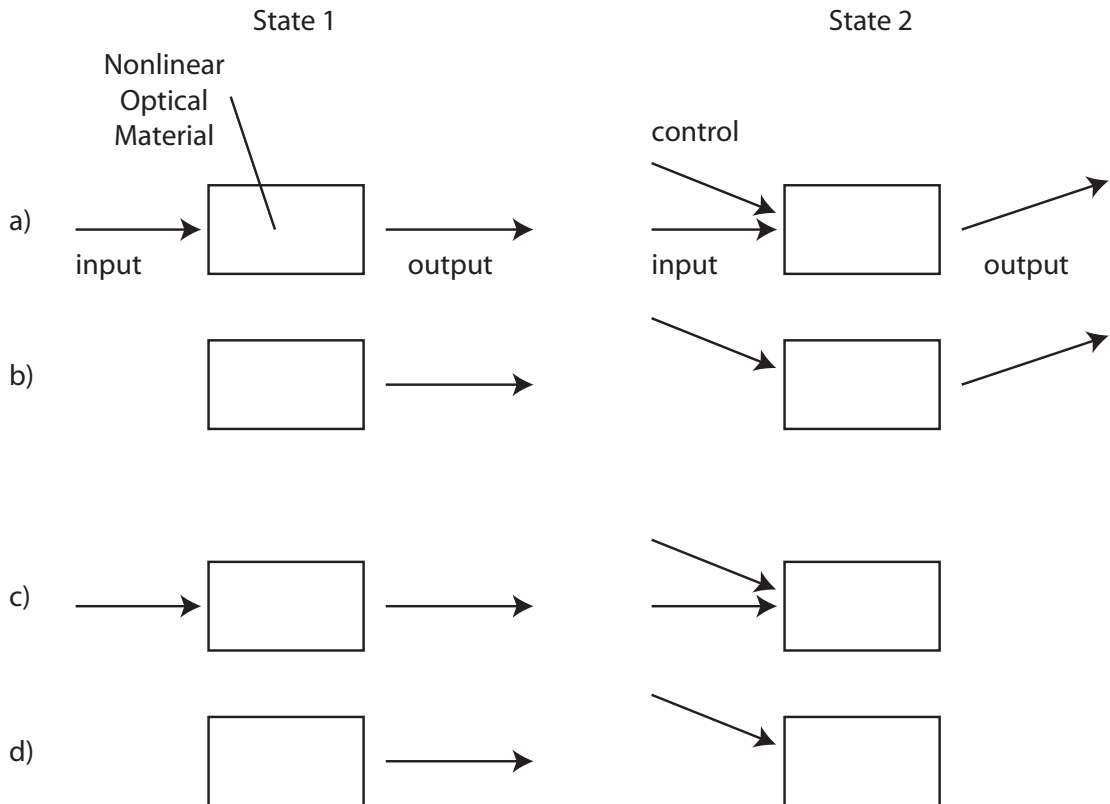 State 1
State 2
Nonlinear
Optical
Material
control
a)
input
output
input
output
b)
c)
d)